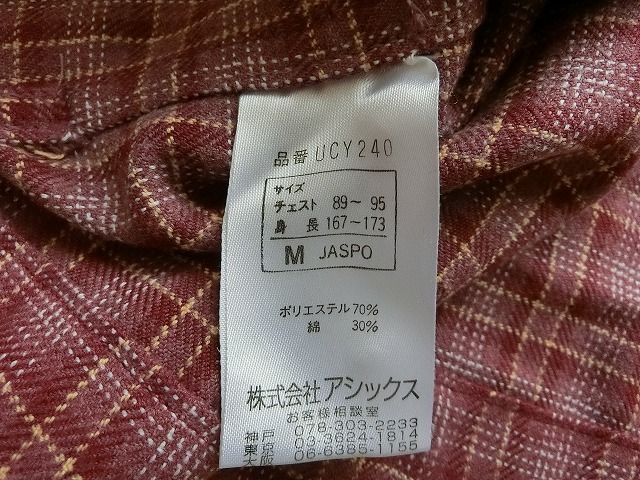 品番 UCY240
サイズ
チェスト 89~ 95
身長 167~173
M JASPO
ポリエステル 70%
綿 30%
株式会社アシックス
お客様相談室
神戸 078-303-2233
東京 03-3624-1814
大阪 06-6385-1155